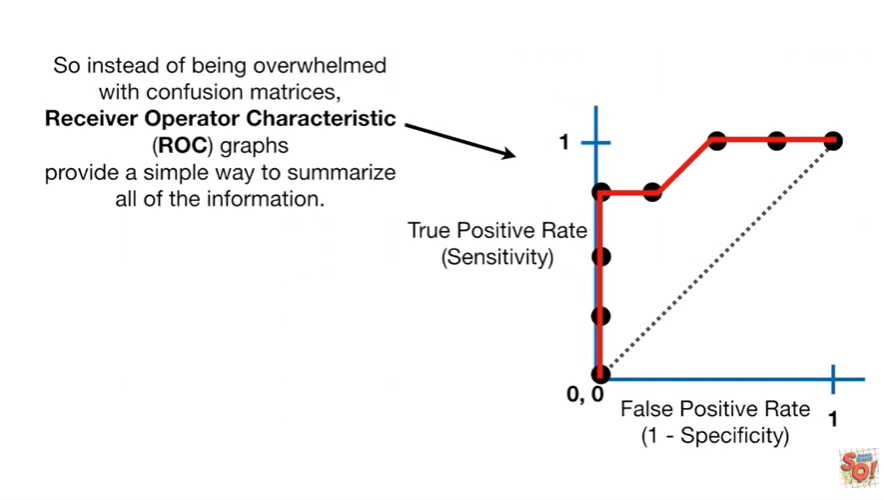 So instead of being overwhelmed
with confusion matrices,
Receiver Operator Characteristic
(ROC) graphs
provide a simple way to summarize
all of the information.
1
True Positive Rate
(Sensitivity)
0, 0
False Positive Rate
(1 - Specificity)
1
SQ!